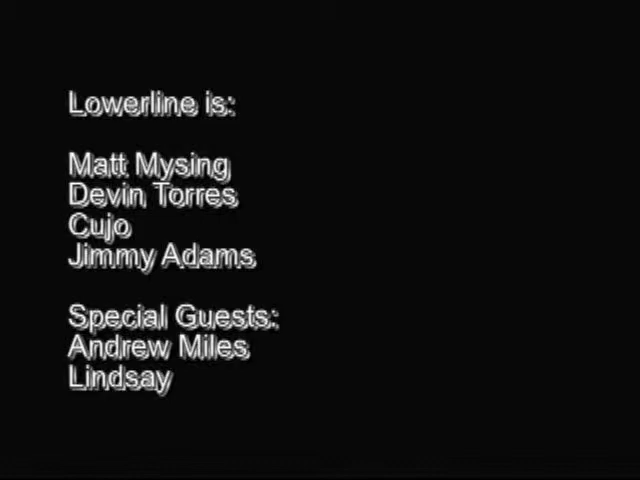 Lowerline is:
Matt Mysing
Devin Torres
Cujo
Jimmy Adams
Special Guests:
Andrew Miles
Lindsay